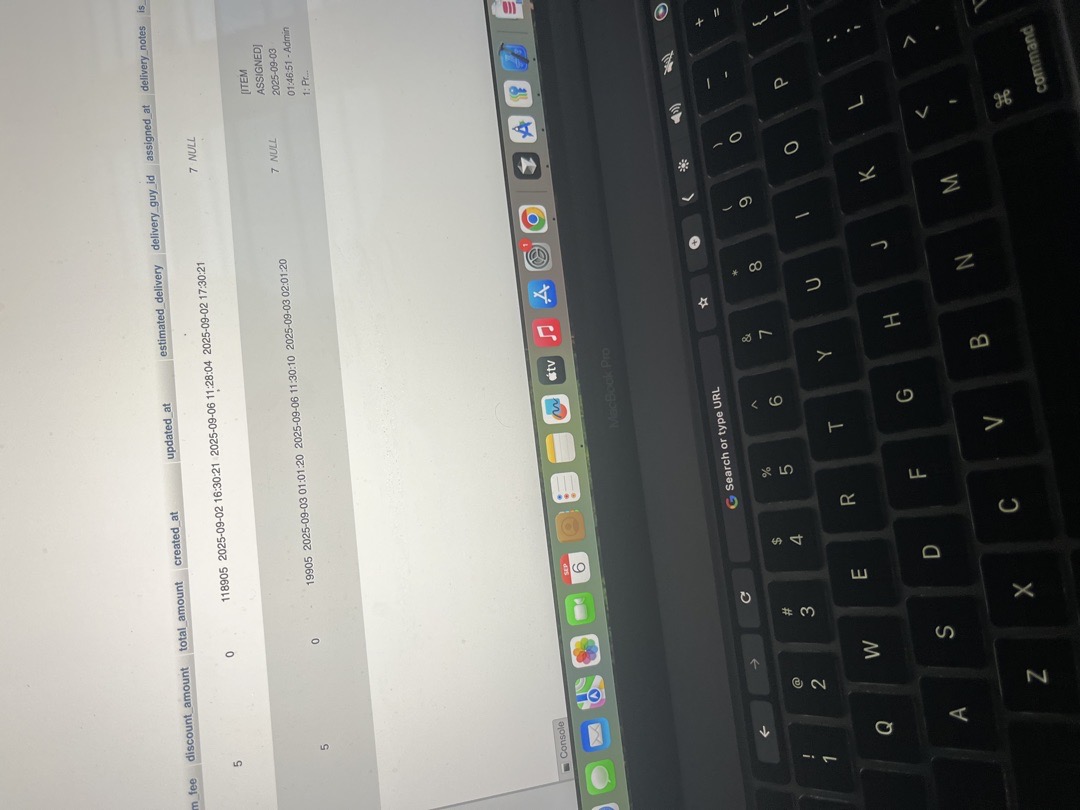 m_fee discount_amount total_amount created_at updated_at estimated_delivery delivery_guy_id assigned_at delivery_notes is_
5 0 118905 2025-09-02 16:30:21 2025-09-06 11:28:04 2025-09-02 17:30:21 7 NULL
5 0 19905 2025-09-03 01:01:20 2025-09-06 11:30:10 2025-09-03 02:01:20 7 NULL
[ITEM
ASSIGNED]
2025-09-03
01:46:51 - Admin
1: Pr...
Console
SEP
6
tv
1
MacBook Pro
Search or type URL
! @ # $ % ^ & * ( ) _ +
1 2 3 4 5 6 7 8 9 0 - =
Q W E R T Y U I O P { [
A S D F G H J K L : ;
Z X C V B N M < , > .
⌘
command